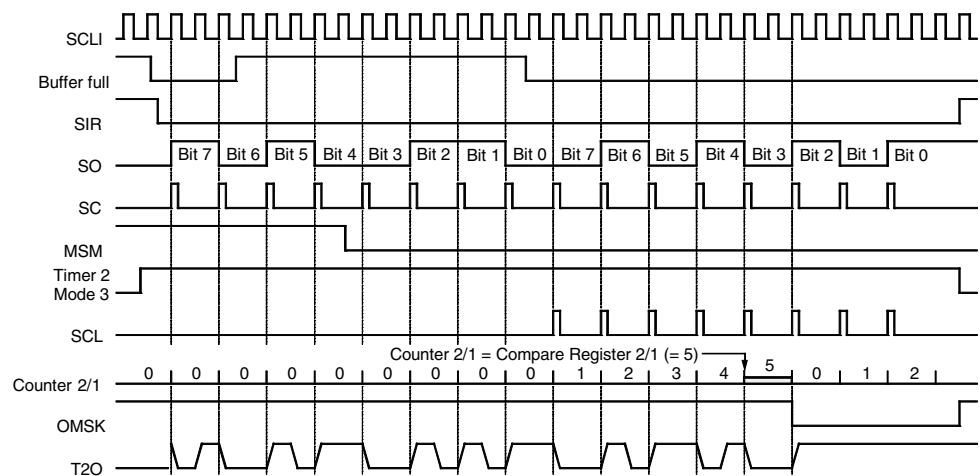 SCLI
Buffer full
SIR
Bit 7 Bit 6 Bit 5 Bit 4 Bit 3 Bit 2 Bit 1 Bit 0 Bit 7 Bit 6 Bit 5 Bit 4 Bit 3 Bit 2 Bit 1 Bit 0
SO
SC
MSM
Timer 2
Mode 3
SCL
Counter 2/1 = Compare Register 2/1 (= 5)
0 0 0 0 0 0 0 0 0 1 2 3 4 5 0 1 2
Counter 2/1
OMSK
T2O